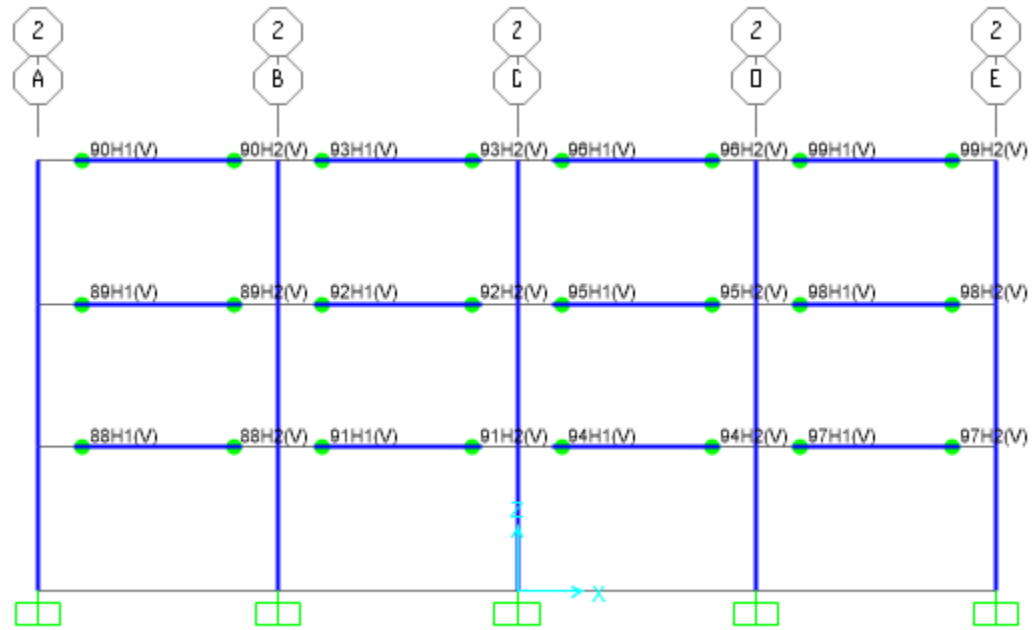 2 2 2 2 2
A B C D E
90H1(V) 90H2(V) 93H1(V) 93H2(V) 96H1(V) 96H2(V) 99H1(V) 99H2(V)
89H1(V) 89H2(V) 92H1(V) 92H2(V) 95H1(V) 95H2(V) 98H1(V) 98H2(V)
88H1(V) 88H2(V) 91H1(V) 91H2(V) 94H1(V) 94H2(V) 97H1(V) 97H2(V)
Z
X